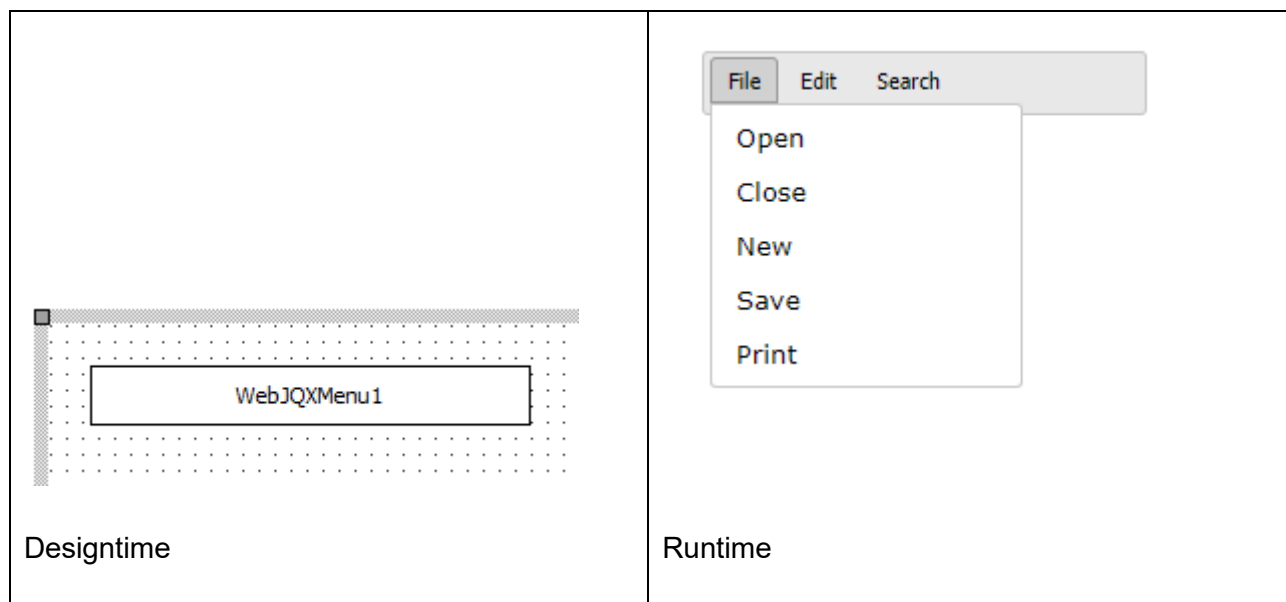 WebJQXMenu1
Designtime
File Edit Search
Open
Close
New
Save
Print
Runtime